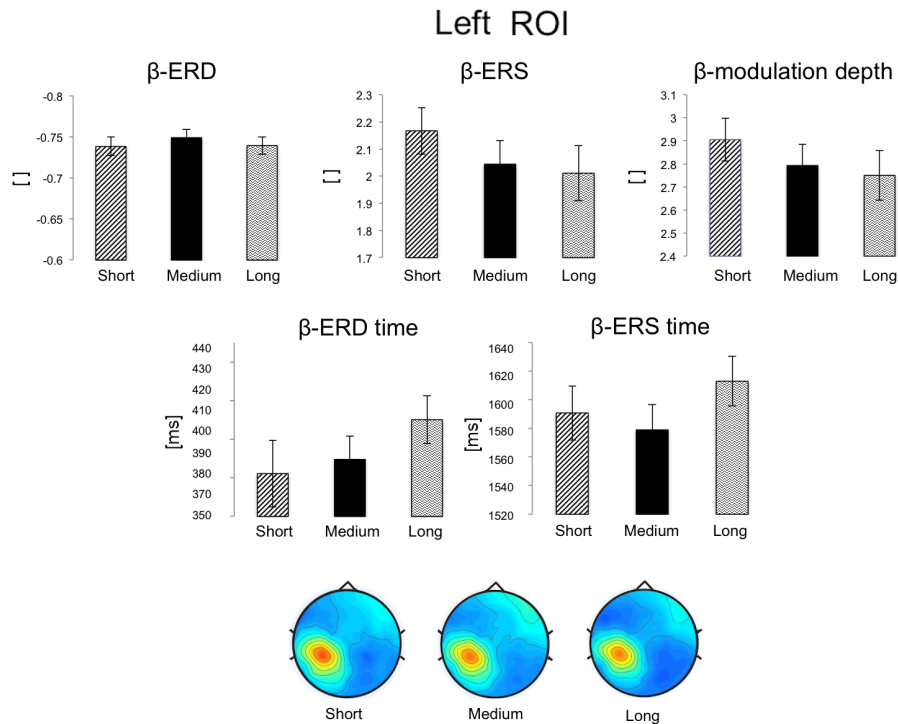 Left ROI
β-ERD
-0.8
-0.75
-0.7
-0.65
-0.6
[ ]
Short Medium Long
β-ERS
2.3
2.2
2.1
2
1.9
1.8
1.7
[ ]
Short Medium Long
β-modulation depth
3.1
3
2.9
2.8
2.7
2.6
2.5
2.4
[ ]
Short Medium Long
β-ERD time
440
420
410
400
380
370
350
[ms]
Short Medium Long
β-ERS time
1640
1620
1600
1580
1560
1540
1520
[ms]
Short Medium Long
Short Medium Long